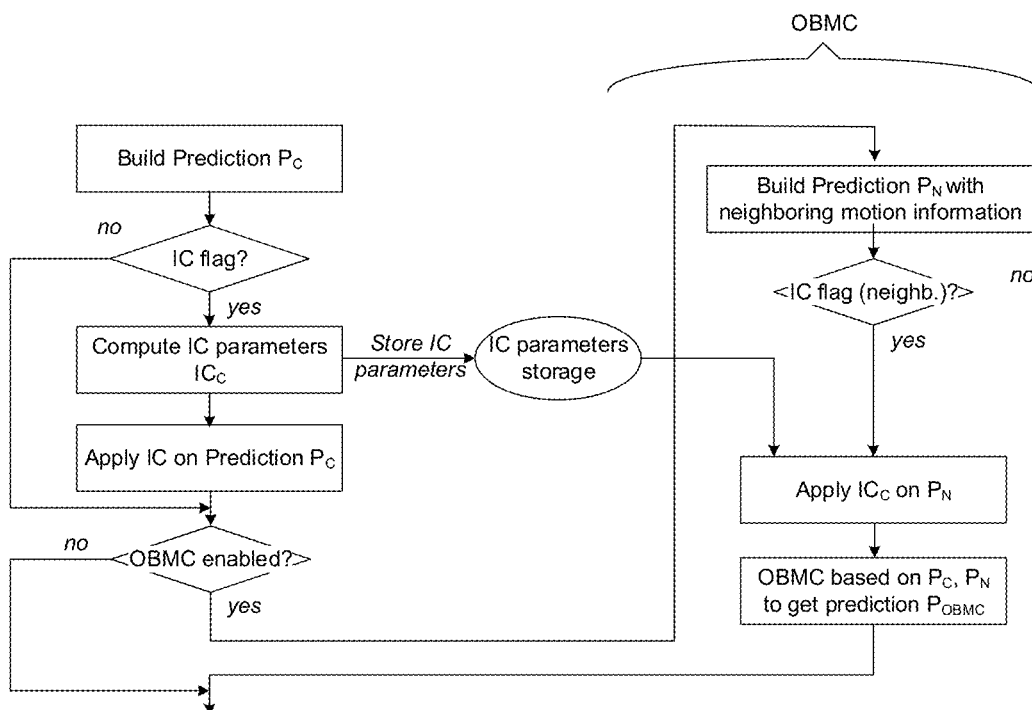 OBMC
Build Prediction P_C
no
IC flag?
yes
Compute IC parameters
IC_C
Store IC
parameters
IC parameters
storage
Apply IC on Prediction P_C
no
OBMC enabled?
yes
Build Prediction P_N with
neighboring motion information
IC flag (neighb.)?
no
yes
Apply IC_C on P_N
OBMC based on P_C, P_N
to get prediction P_OBMC